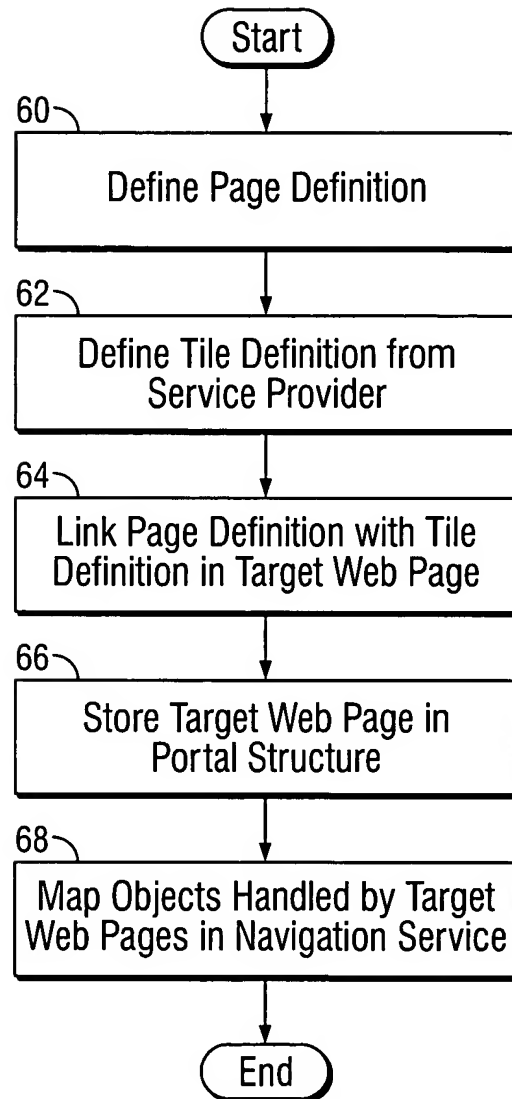 Start
60
Define Page Definition
62
Define Tile Definition from
Service Provider
64
Link Page Definition with Tile
Definition in Target Web Page
66
Store Target Web Page in
Portal Structure
68
Map Objects Handled by Target
Web Pages in Navigation Service
End